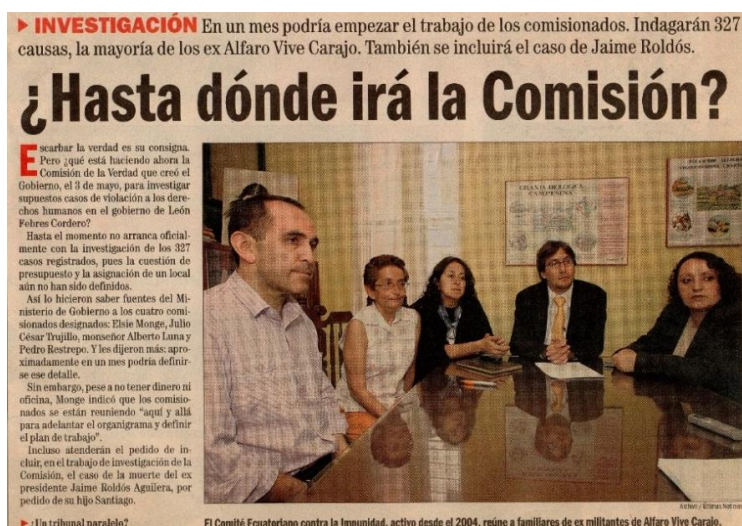 ▶ INVESTIGACIÓN En un mes podría empezar el trabajo de los comisionados. Indagarán 327
causas, la mayoría de los ex Alfaro Vive Carajo. También se incluirá el caso de Jaime Roldós.
¿Hasta dónde irá la Comisión?
Escarbar la verdad es su consigna.
Pero ¿qué está haciendo ahora la
Comisión de la Verdad que creó el
Gobierno, el 3 de mayo, para investigar
supuestos casos de violación a los dere-
chos humanos en el gobierno de León
Febres Cordero?
Hasta el momento no arranca oficial-
mente con la investigación de los 327
casos registrados, pues la cuestión de
presupuesto y la asignación de un local
aún no han sido definidos.
Así lo hicieron saber fuentes del Mi-
nisterio de Gobierno a los cuatro comi-
sionados designados: Elsie Monge, Julio
César Trujillo, monseñor Alberto Luna y
Pedro Restrepo. Y les dijeron más: apro-
ximadamente en un mes podría definir-
se ese detalle.
Sin embargo, pese a no tener dinero ni
oficina, Monge indicó que los comisio-
nados se están reuniendo "aquí y allá
para adelantar el organigrama y definir
el plan de trabajo".
Incluso atenderán el pedido de in-
cluir, en el trabajo de investigación de la
Comisión, el caso de la muerte del ex
presidente Jaime Roldós Aguilera, por
pedido de su hijo Santiago.
▶ ¿Un tribunal paralelo?
CHAKRA BIOLOGICA
CAMPESINA
Archivo / Últimas Noticias
El Comité Ecuatoriano contra la Impunidad, activo desde el 2004, reúne a familiares de ex militantes de Alfaro Vive Carajo.